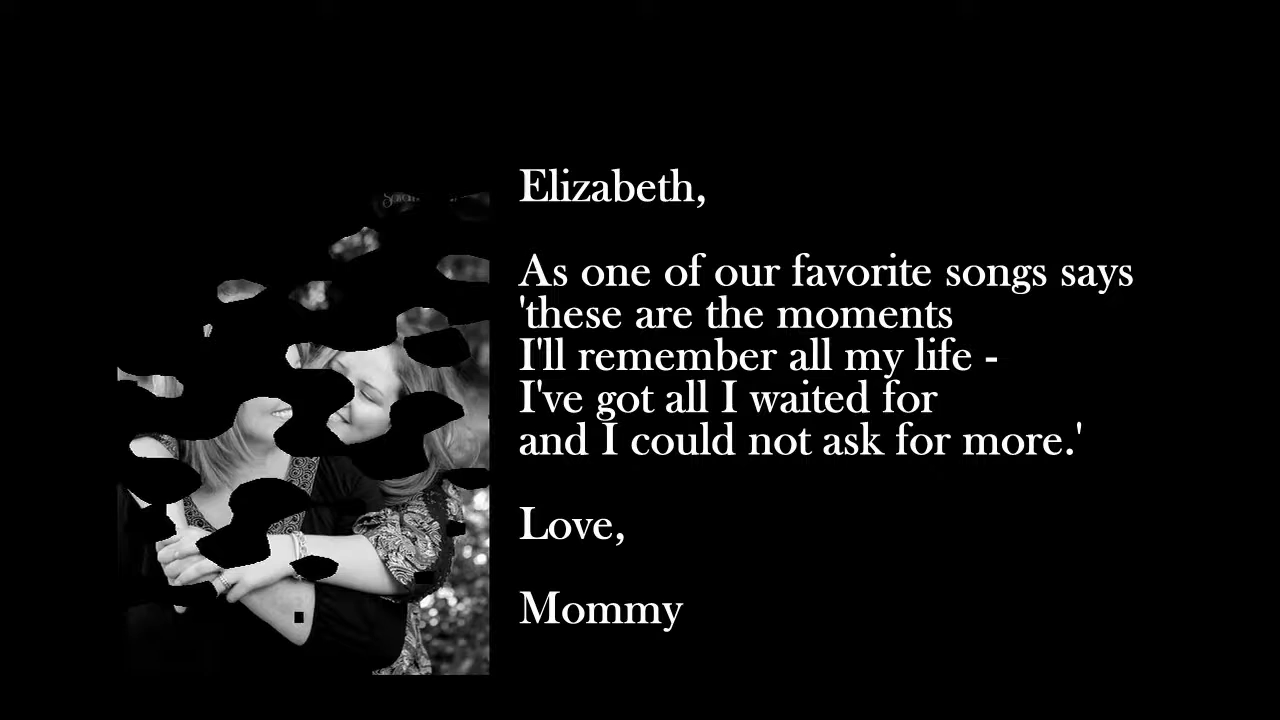 Elizabeth,
As one of our favorite songs says
'these are the moments
I'll remember all my life -
I've got all I waited for
and I could not ask for more.'
Love,
Mommy